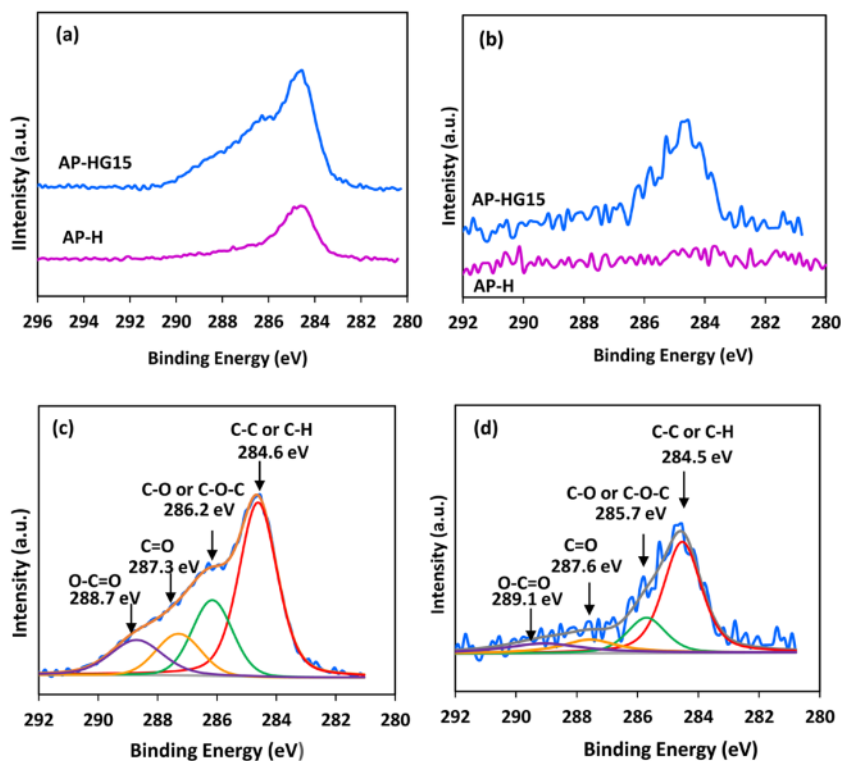 (a)
IIntenisty (a.u.)
AP-HG15
AP-H
296 294 292 290 288 286 284 282 280
Binding Energy (eV)
(b)
Intenisty (a.u.)
AP-HG15
AP-H
292 290 288 286 284 282 280
Binding Energy (eV)
(c)
Intensity (a.u.)
C-C or C-H
284.6 eV
C-O or C-O-C
286.2 eV
C=O
287.3 eV
O-C=O
288.7 eV
292 290 288 286 284 282 280
Binding Energy (eV)
(d)
Intensity (a.u.)
C-C or C-H
284.5 eV
C-O or C-O-C
285.7 eV
C=O
287.6 eV
O-C=O
289.1 eV
292 290 288 286 284 282 280
Binding Energy (eV)